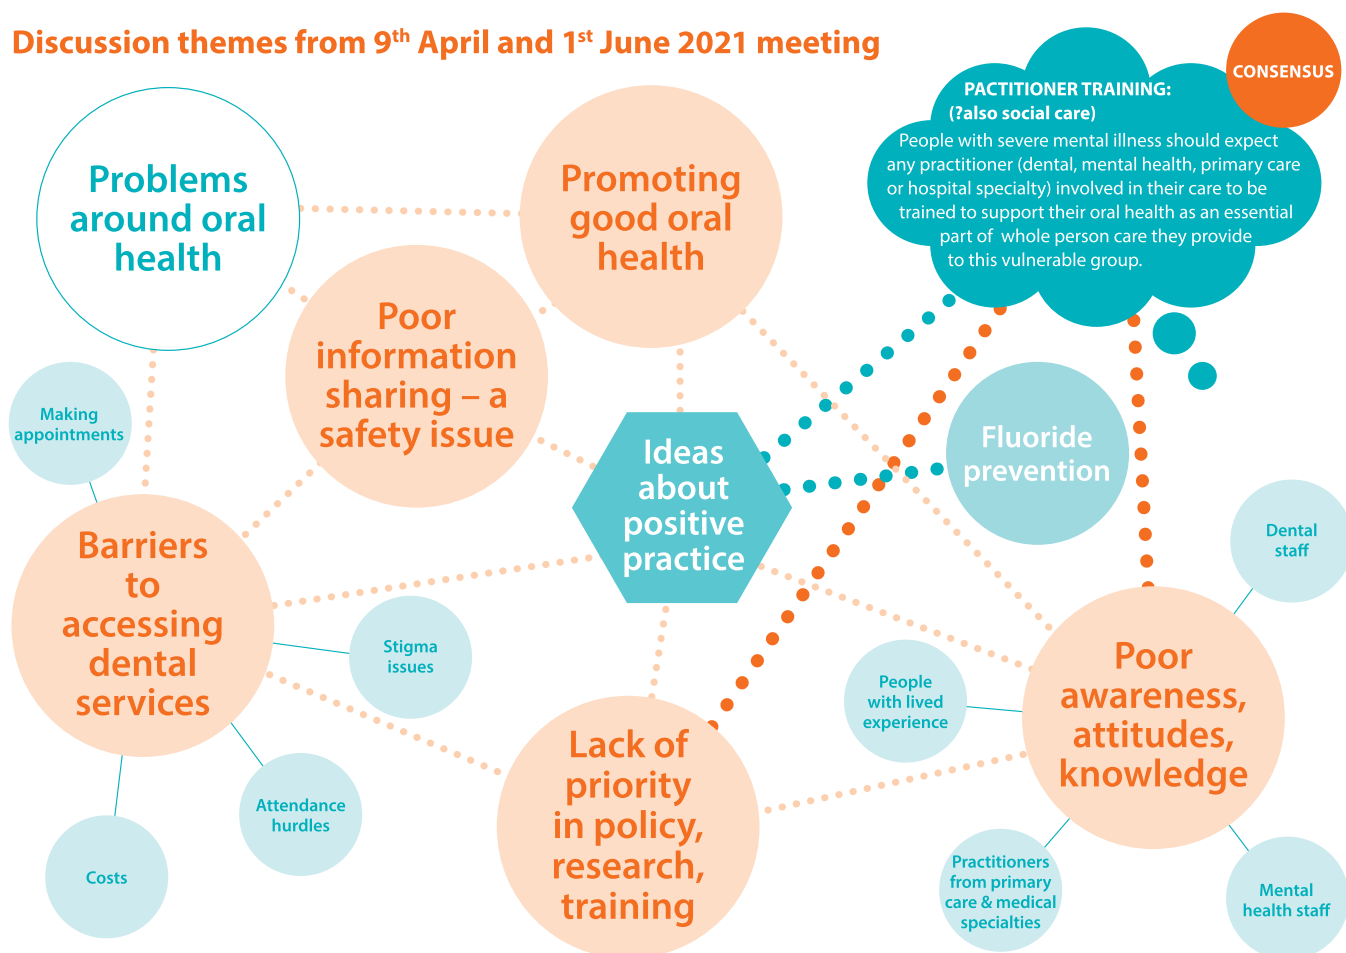 Discussion themes from 9th April and 1st June 2021 meeting
CONSENSUS
PACTITIONER TRAINING:
(?also social care)
People with severe mental illness should expect
any practitioner (dental, mental health, primary care
or hospital specialty) involved in their care to be
trained to support their oral health as an essential
part of whole person care they provide
to this vulnerable group.
Problems
around oral
health
Promoting
good oral
health
Poor
information
sharing – a
safety issue
Making
appointments
Ideas
about
positive
practice
Fluoride
prevention
Barriers
to
accessing
dental
services
Stigma
issues
Attendance
hurdles
Costs
Lack of
priority
in policy,
research,
training
Poor
awareness,
attitudes,
knowledge
Dental
staff
People
with lived
experience
Practitioners
from primary
care & medical
specialties
Mental
health staff